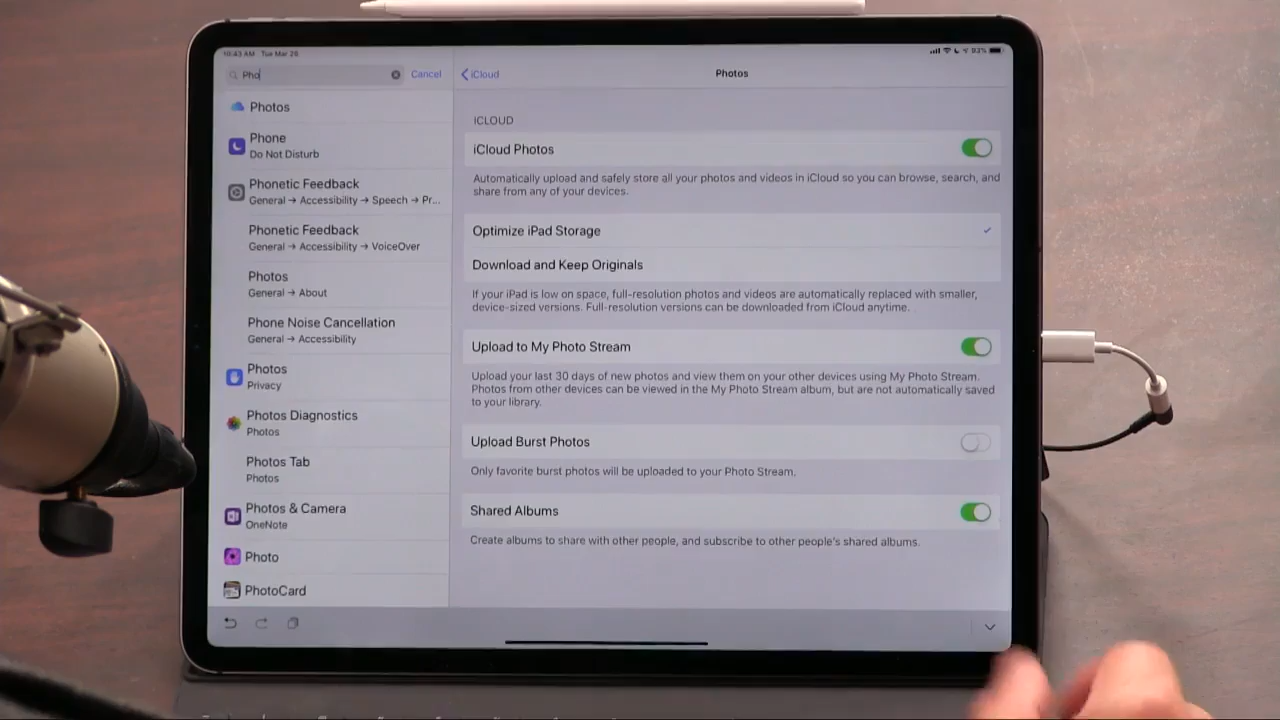 10:43 AM Tue Mar 26
93%
Pho
Cancel
Photos
Phone
Do Not Disturb
Phonetic Feedback
General → Accessibility → Speech → Pr...
Phonetic Feedback
General → Accessibility → VoiceOver
Photos
General → About
Phone Noise Cancellation
General → Accessibility
Photos
Privacy
Photos Diagnostics
Photos
Photos Tab
Photos
Photos & Camera
OneNote
Photo
PhotoCard
iCloud
Photos
ICLOUD
iCloud Photos
Automatically upload and safely store all your photos and videos in iCloud so you can browse, search, and
share from any of your devices.
Optimize iPad Storage
Download and Keep Originals
If your iPad is low on space, full-resolution photos and videos are automatically replaced with smaller,
device-sized versions. Full-resolution versions can be downloaded from iCloud anytime.
Upload to My Photo Stream
Upload your last 30 days of new photos and view them on your other devices using My Photo Stream.
Photos from other devices can be viewed in the My Photo Stream album, but are not automatically saved
to your library.
Upload Burst Photos
Only favorite burst photos will be uploaded to your Photo Stream.
Shared Albums
Create albums to share with other people, and subscribe to other people's shared albums.